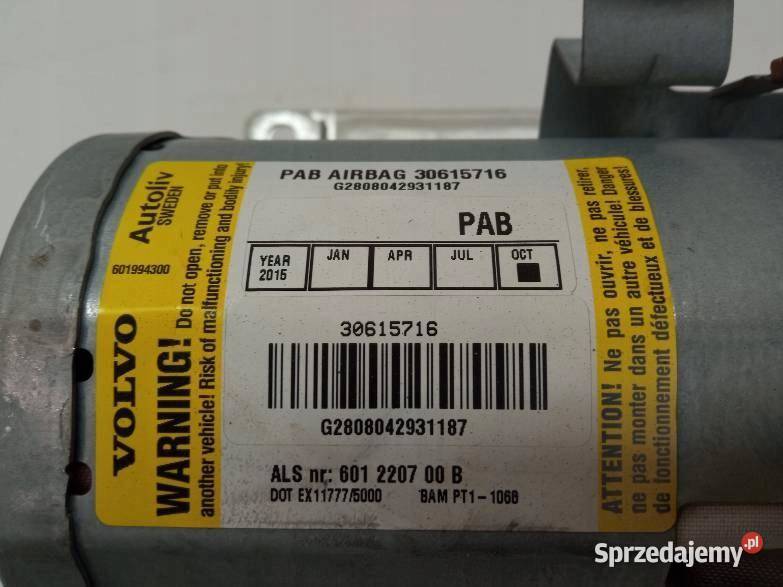 PAB AIRBAG 30615716
G2808042931187
PAB
YEAR 2015 JAN APR JUL OCT
30615716
G2808042931187
ALS nr: 601 2207 00 B
DOT EX11777/5000 BAM PT1-1068
VOLVO
601994300
Autoliv
SWEDEN
WARNING! Do not open, remove or put into
another vehicle! Risk of malfunctioning and bodily injury!
ATTENTION! Ne pas ouvrir, ne pas retirer,
ne pas monter dans un autre véhicule! Danger
de fonctionnement défectueux et de blessures!
Sprzedajemy.pl